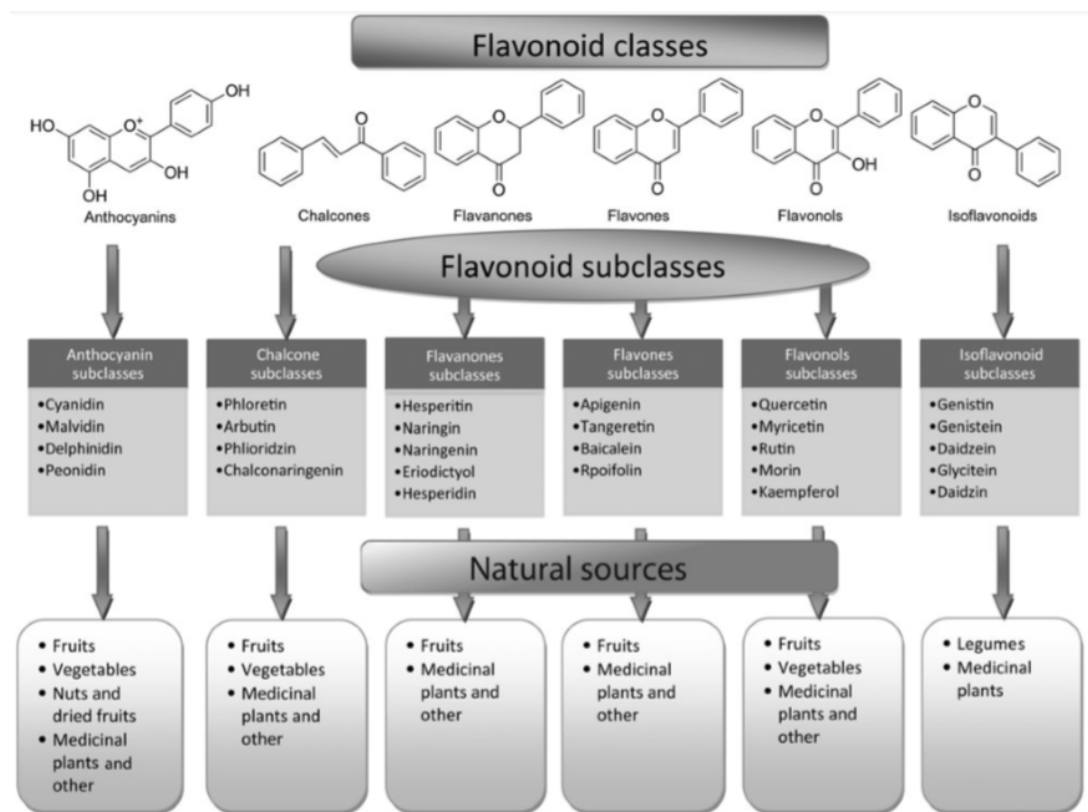 Flavonoid classes
OH
HO
O+
OH
OH
Anthocyanins
O
Chalcones
O
O
Flavanones
O
O
Flavones
O
OH
O
Flavonols
O
O
Isoflavonoids
Flavonoid subclasses
Anthocyanin
subclasses
•Cyanidin
•Malvidin
•Delphinidin
•Peonidin
Chalcone
subclasses
•Phloretin
•Arbutin
•Phlioridzin
•Chalconaringenin
Flavanones
subclasses
•Hesperitin
•Naringin
•Naringenin
•Eriodictyol
•Hesperidin
Flavones
subclasses
•Apigenin
•Tangeretin
•Baicalein
•Rpoifolin
Flavonols
subclasses
•Quercetin
•Myricetin
•Rutin
•Morin
•Kaempferol
Isoflavonoid
subclasses
•Genistin
•Genistein
•Daidzein
•Glycitein
•Daidzin
Natural sources
• Fruits
• Vegetables
• Nuts and
dried fruits
• Medicinal
plants and
other
• Fruits
• Vegetables
• Medicinal
plants and
other
• Fruits
• Medicinal
plants and
other
• Fruits
• Medicinal
plants and
other
• Fruits
• Vegetables
• Medicinal
plants and
other
• Legumes
• Medicinal
plants